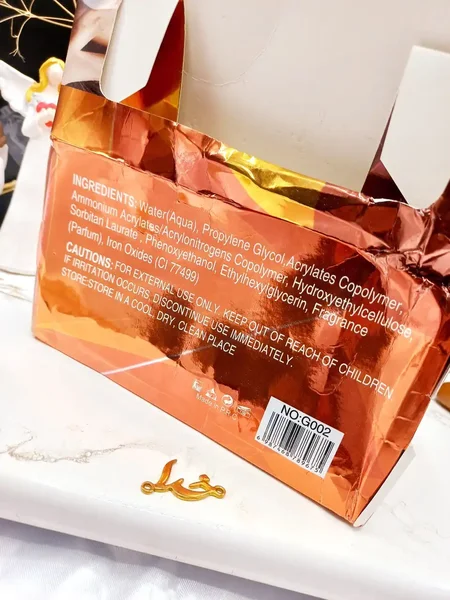 INGREDIENTS: Water(Aqua), Propylene Glycol,Acrylates Copolymer,
Ammonium Acrylates/Acrylonitrogens Copolymer, Hydroxyethylcellulose,
Sorbitan Laurate , Phenoxyethanol, Ethylhexylglycerin, Fragrance
(Parfum), Iron Oxides (CI 77499)
CAUTIONS: FOR EXTERNAL USE ONLY. KEEP OUT OF REACH OF CHILDREN
IF IRRITATION OCCURS. DISCONTINUE USE IMMEDIATELY.
STORE:STORE IN A COOL DRY, CLEAN PLACE
Made in P.R.
NO:G002